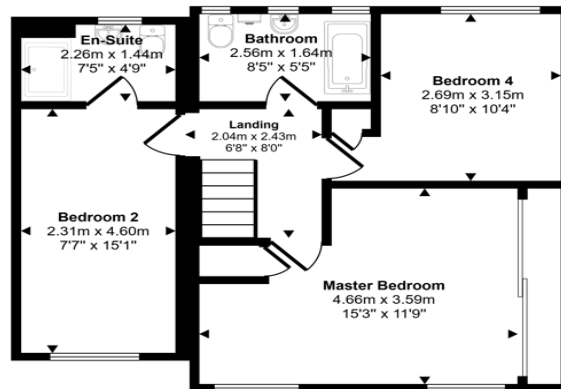 En-Suite
2.26m x 1.44m
7'5" x 4'9"
Bathroom
2.56m x 1.64m
8'5" x 5'5"
Bedroom 4
2.69m x 3.15m
8'10" x 10'4"
Landing
2.04m x 2.43m
6'8" x 8'0"
Bedroom 2
2.31m x 4.60m
7'7" x 15'1"
Master Bedroom
4.66m x 3.59m
15'3" x 11'9"